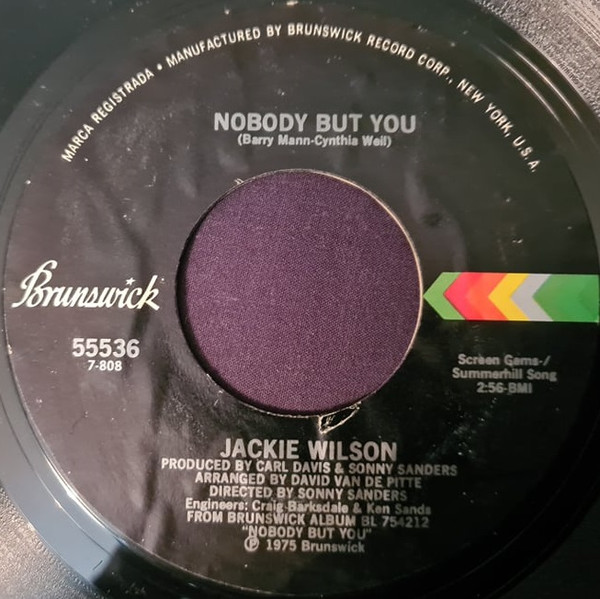 MARCA REGISTRADA • MANUFACTURED BY BRUNSWICK RECORD CORP., NEW YORK, U.S.A.
NOBODY BUT YOU
(Barry Mann-Cynthia Weil)
Brunswick
55536
7-808
Screen Gems-/
Summerhill Song
2:56-BMI
JACKIE WILSON
PRODUCED BY CARL DAVIS & SONNY SANDERS
ARRANGED BY DAVID VAN DE PITTE
DIRECTED BY SONNY SANDERS
Engineers: Craig Barksdale & Ken Sands
FROM BRUNSWICK ALBUM BL 754212
"NOBODY BUT YOU"
Ⓟ 1975 Brunswick